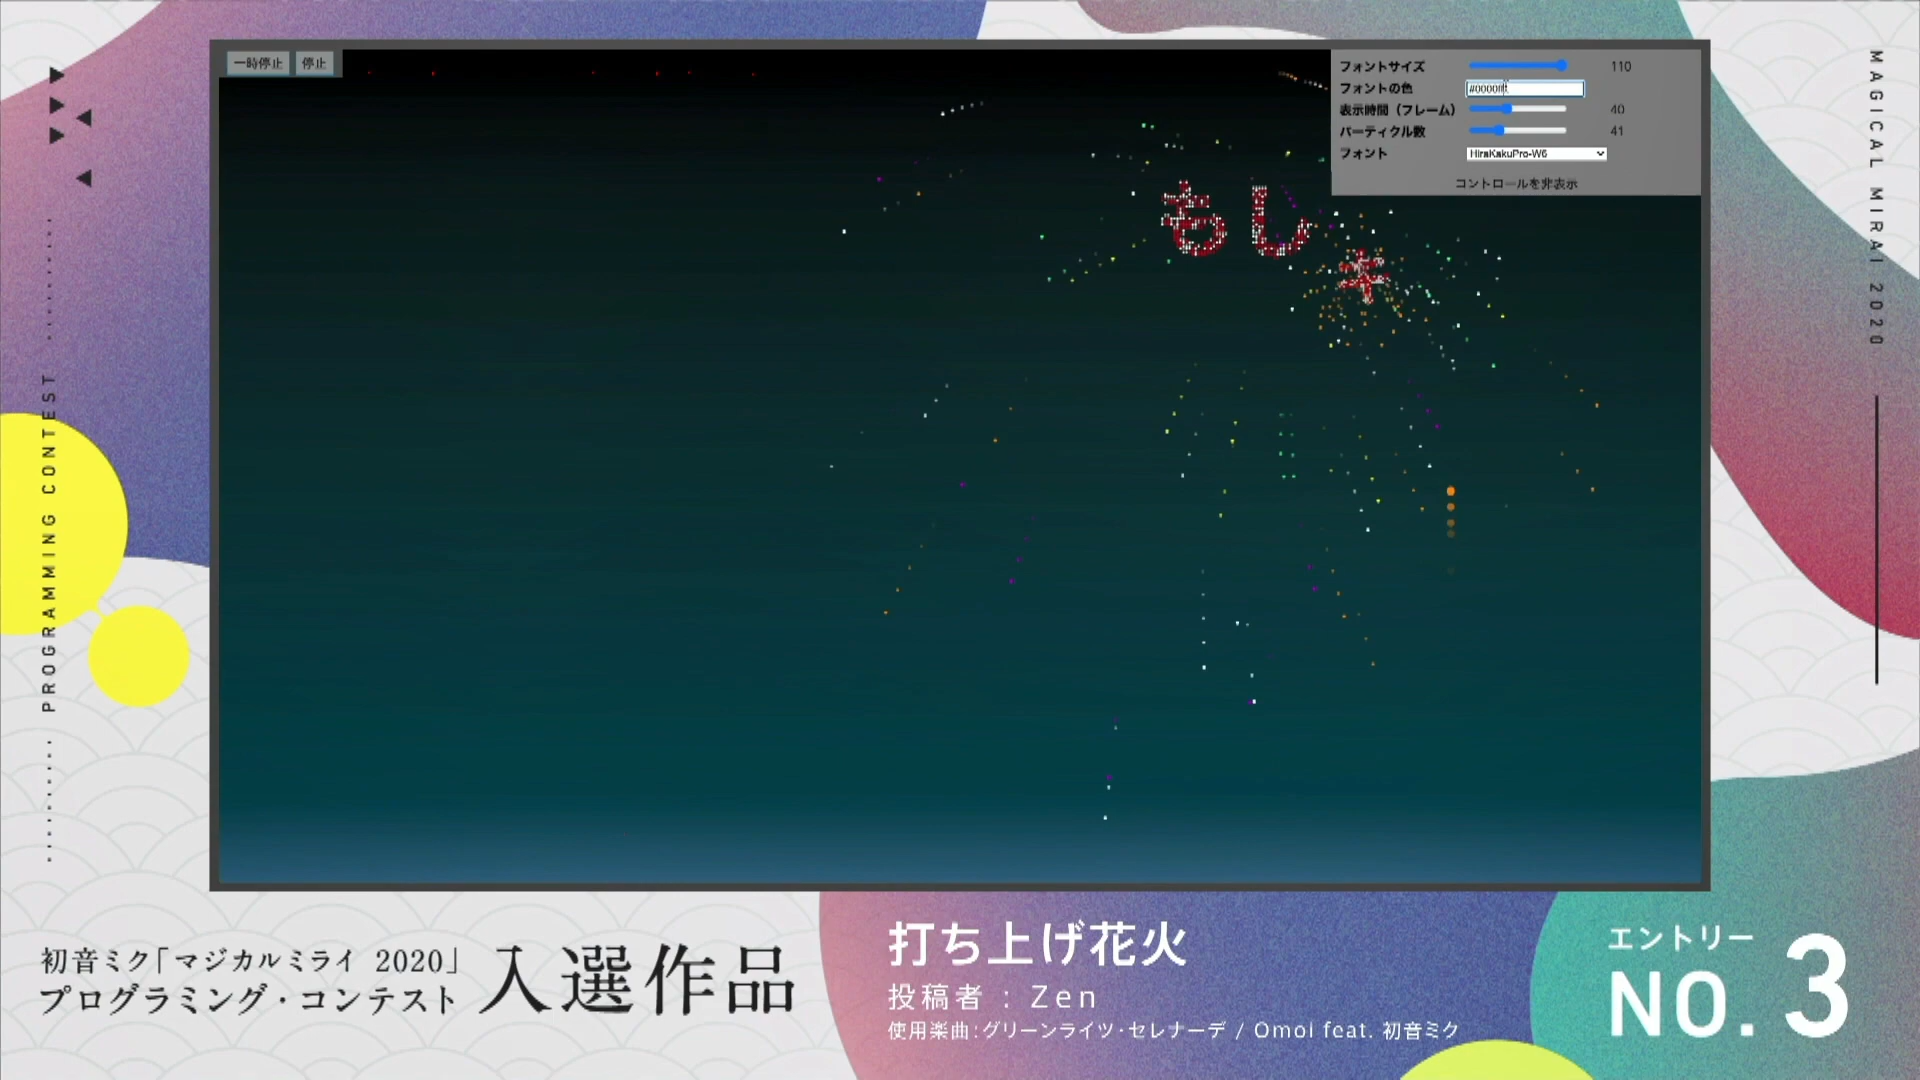 一時停止 停止
フォントサイズ 110
フォントの色
表示時間（フレーム） 40
パーティクル数 41
フォント HiraKakuPro-W6
コントロールを非表示
もし
PROGRAMMING CONTEST
MAGICAL MIRAI 2020
初音ミク「マジカルミライ 2020」
プログラミング・コンテスト
入選作品
打ち上げ花火
投稿者 : Zen
使用楽曲:グリーンライツ・セレナーデ / Omoi feat. 初音ミク
エントリー
NO. 3